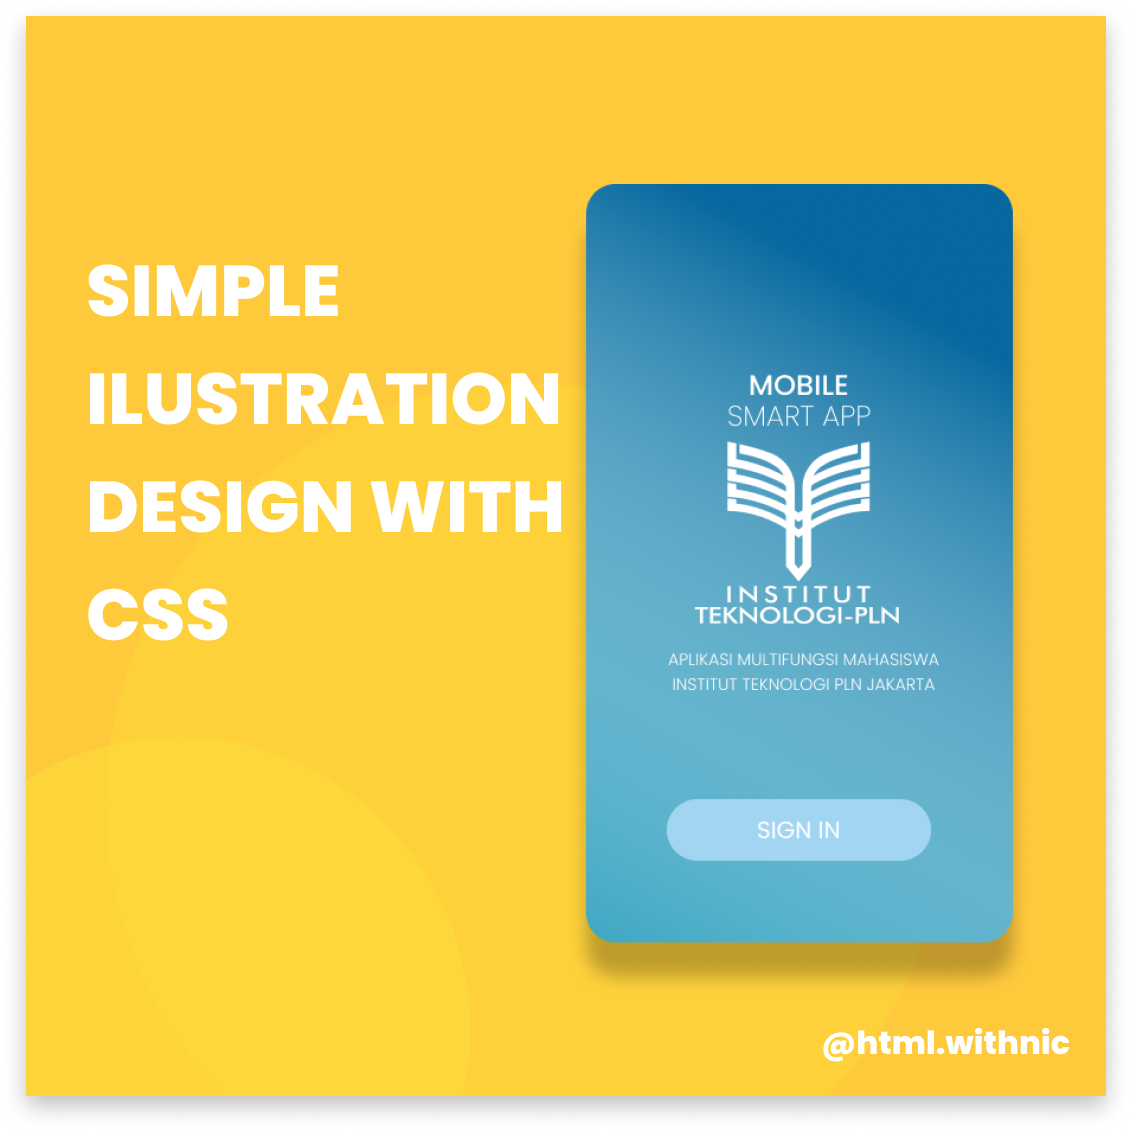 SIMPLE
ILUSTRATION
DESIGN WITH
CSS
MOBILE
SMART APP
INSTITUT
TEKNOLOGI-PLN
APLIKASI MULTIFUNGSI MAHASISWA
INSTITUT TEKNOLOGI PLN JAKARTA
SIGN IN
@html.withnic